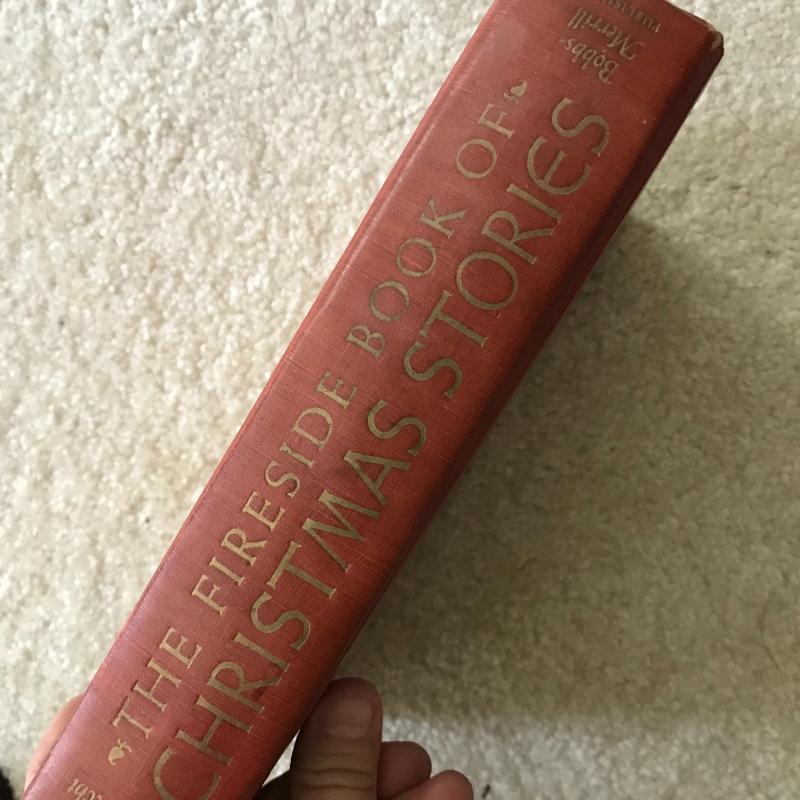 THE FIRESIDE BOOK OF
CHRISTMAS STORIES
Bobbs
Merrill